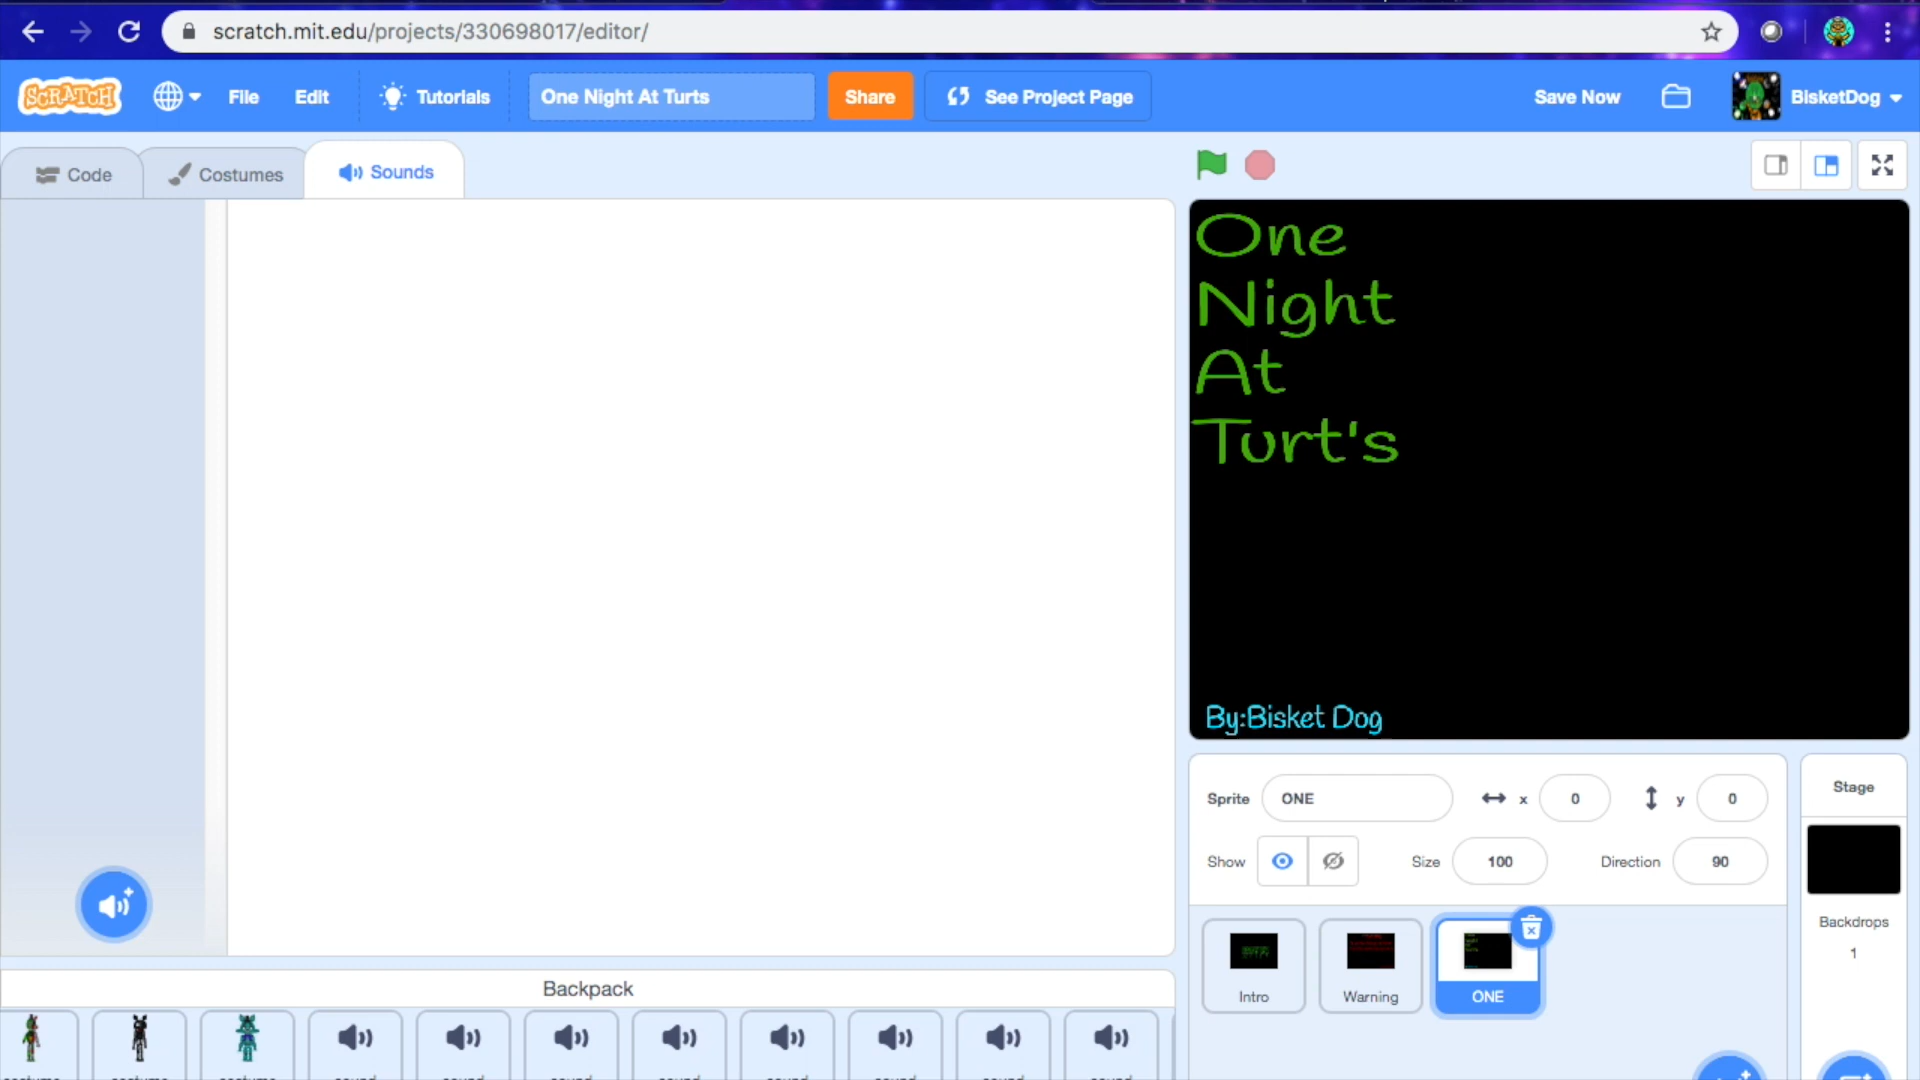 scratch.mit.edu/projects/330698017/editor/
SCRATCH
File
Edit
Tutorials
One Night At Turts
Share
See Project Page
Save Now
BisketDog
Code
Costumes
Sounds
One
Night
At
Turt's
By:Bisket Dog
Sprite
ONE
x
0
y
0
Show
Size
100
Direction
90
Stage
Backdrops
1
Intro
Warning
ONE
Backpack